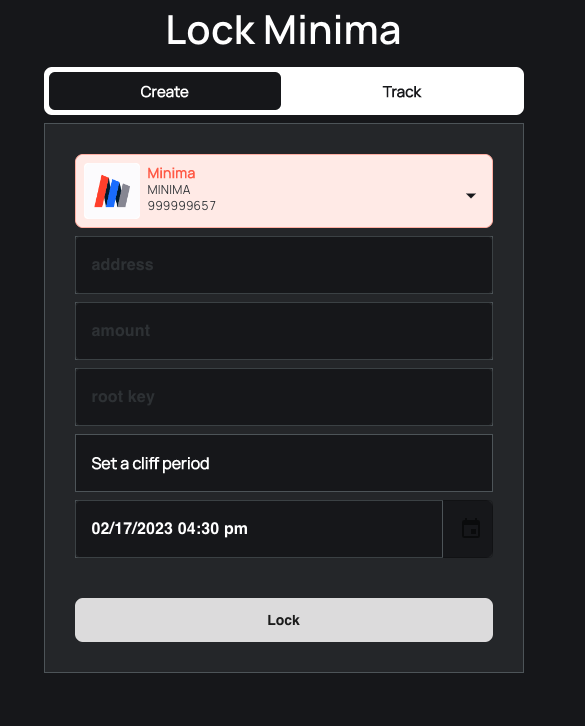 Lock Minima
Create
Track
Minima
MINIMA
999999657
address
amount
root key
Set a cliff period
02/17/2023 04:30 pm
Lock